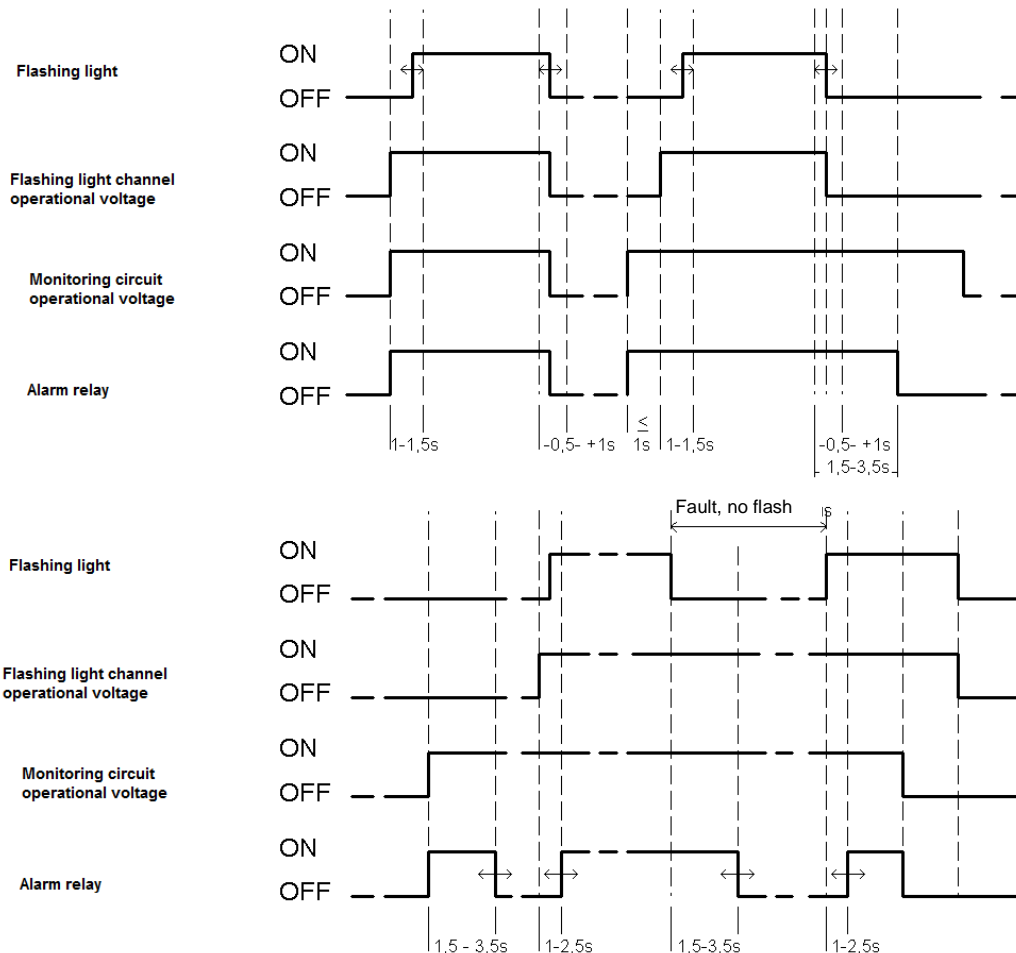 Flashing light
ON
OFF
Flashing light channel
operational voltage
ON
OFF
Monitoring circuit
operational voltage
ON
OFF
Alarm relay
ON
OFF
1-1,5s
-0,5- +1s
≤
1s
1-1,5s
-0,5- +1s
1,5-3,5s
Fault, no flash
Flashing light
ON
OFF
Flashing light channel
operational voltage
ON
OFF
Monitoring circuit
operational voltage
ON
OFF
Alarm relay
ON
OFF
1,5 - 3,5s
1-2,5s
1,5-3,5s
1-2,5s